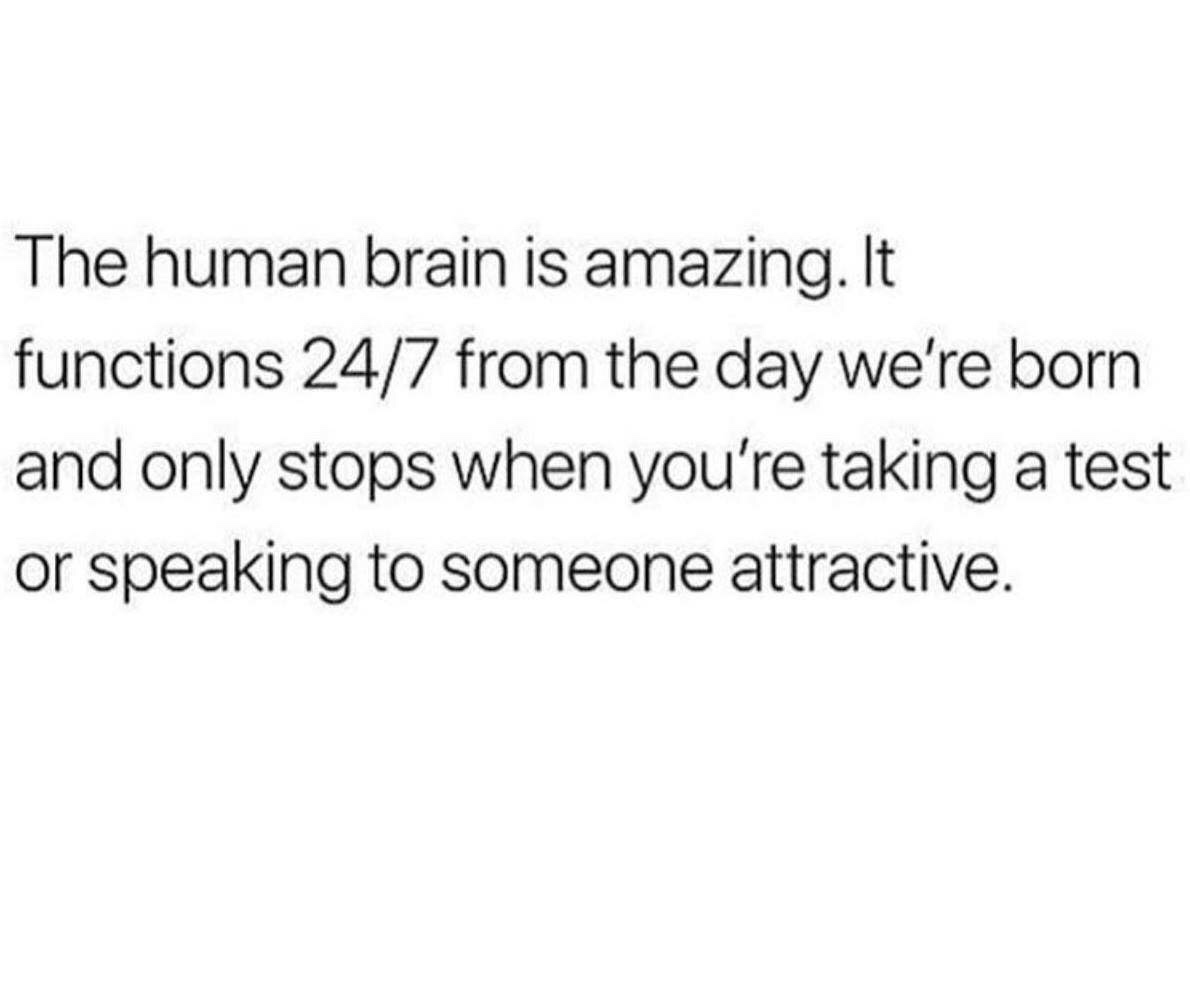 The human brain is amazing. It
functions 24/7 from the day we're born
and only stops when you're taking a test
or speaking to someone attractive.